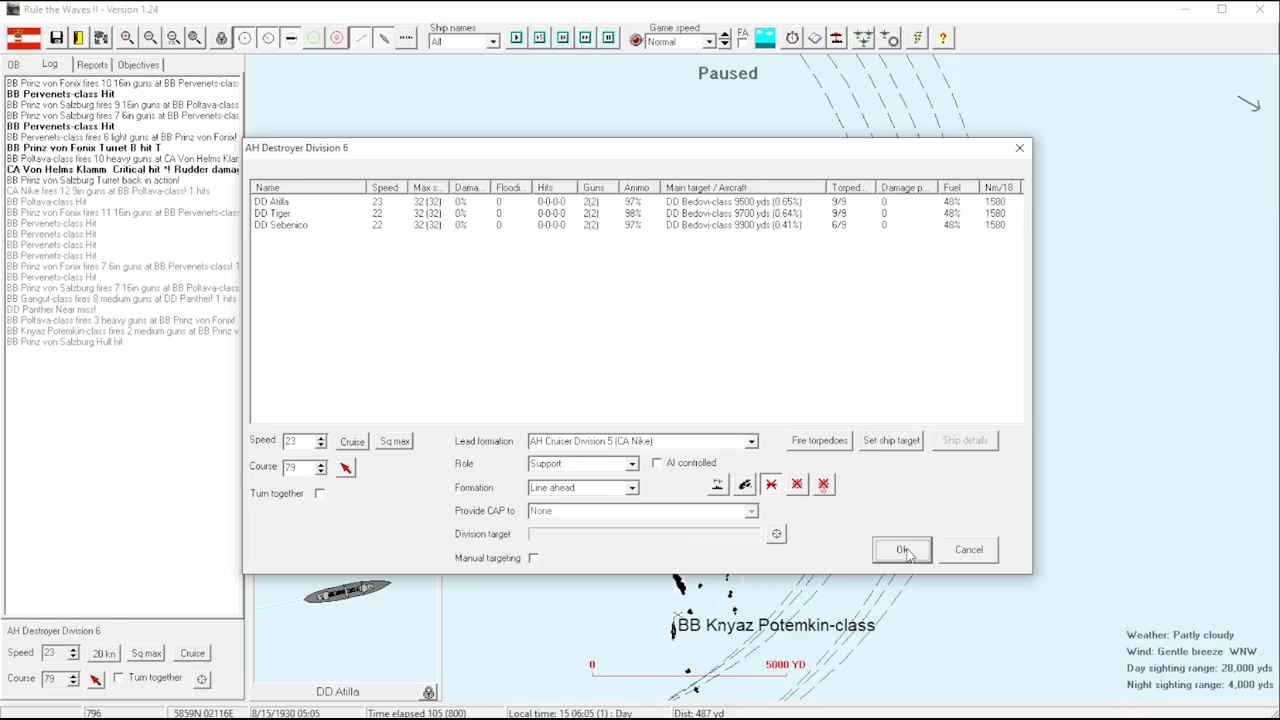 Rule the Waves II - Version 1.24
Ship names
All
Game speed
Normal
FA
OB Log Reports Objectives
Paused
BB Prinz von Fonix fires 10 16in guns at BB Pervenets-class
BB Pervenets-class Hit
BB Prinz von Salzburg fires 9 16in guns at BB Poltava-class
BB Prinz von Salzburg fires 7 6in guns at BB Pervenets-class
BB Pervenets-class Hit
BB Pervenets-class fires 6 light guns at BB Prinz von Fonix!
BB Prinz von Fonix Turret B hit T
BB Poltava-class fires 10 heavy guns at CA Von Helms Klam
CA Von Helms Klamm Critical hit *! Rudder damag
BB Prinz von Salzburg Turret back in action!
CA Nike fires 12 9in guns at BB Poltava-class! 1 hits
BB Poltava-class Hit
BB Prinz von Fonix fires 11 16in guns at BB Pervenets-class
BB Pervenets-class Hit
BB Pervenets-class Hit
BB Pervenets-class Hit
BB Prinz von Fonix fires 7 6in guns at BB Pervenets-class! 1
BB Pervenets-class Hit
BB Prinz von Salzburg fires 7 16in guns at BB Pervenets-class
BB Gangut-class fires 8 medium guns at DD Panther! 1 hits
DD Panther Near miss!
BB Poltava-class fires 3 heavy guns at BB Prinz von Fonix!
BB Knyaz Potemkin-class fires 2 medium guns at BB Prinz v
BB Prinz von Salzburg Hull hit
AH Destroyer Division 6
Name Speed Max s... Dama... Floodi... Hits Guns Ammo Main target / Aircraft Torped... Damage p... Fuel Nm/18
DD Atilla 23 32 (32) 0% 0 0-0-0-0 2(2) 97% DD Bedovi-class 9500 yds (0.65%) 9/9 0 48% 1580
DD Tiger 22 32 (32) 0% 0 0-0-0-0 2(2) 98% DD Bedovi-class 9700 yds (0.64%) 9/9 0 48% 1580
DD Sebenico 22 32 (32) 0% 0 0-0-0-0 2(2) 97% DD Bedovi-class 9900 yds (0.41%) 6/9 0 48% 1580
Speed 23 Cruise Sq max
Course 79
Turn together
Lead formation AH Cruiser Division 5 (CA Nike)
Role Support AI controlled
Formation Line ahead
Provide CAP to None
Division target
Manual targeting
Fire torpedoes Set ship target Ship details
Ok Cancel
BB Knyaz Potemkin-class
0 5000 YD
Weather: Partly cloudy
Wind: Gentle breeze WNW
Day sighting range: 28,000 yds
Night sighting range: 4,000 yds
AH Destroyer Division 6
Speed 23 20 kn Sq max Cruise
Course 79 Turn together
DD Atilla
796 5859N 02116E 8/15/1930 05:05 Time elapsed 105 (800) Local time: 15 06:05 (1) : Day Dist: 487 yd